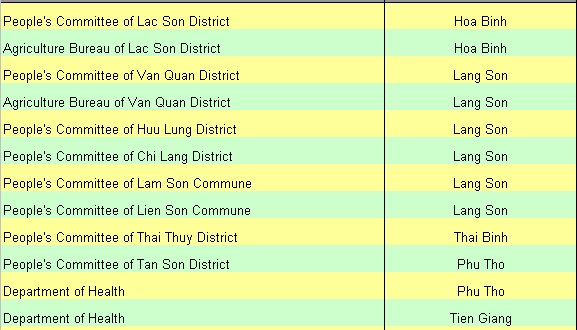 People's Committee of Lac Son District Hoa Binh
Agriculture Bureau of Lac Son District Hoa Binh
People's Committee of Van Quan District Lang Son
Agriculture Bureau of Van Quan District Lang Son
People's Committee of Huu Lung District Lang Son
People's Committee of Chi Lang District Lang Son
People's Committee of Lam Son Commune Lang Son
People's Committee of Lien Son Commune Lang Son
People's Committee of Thai Thuy District Thai Binh
People's Committee of Tan Son District Phu Tho
Department of Health Phu Tho
Department of Health Tien Giang